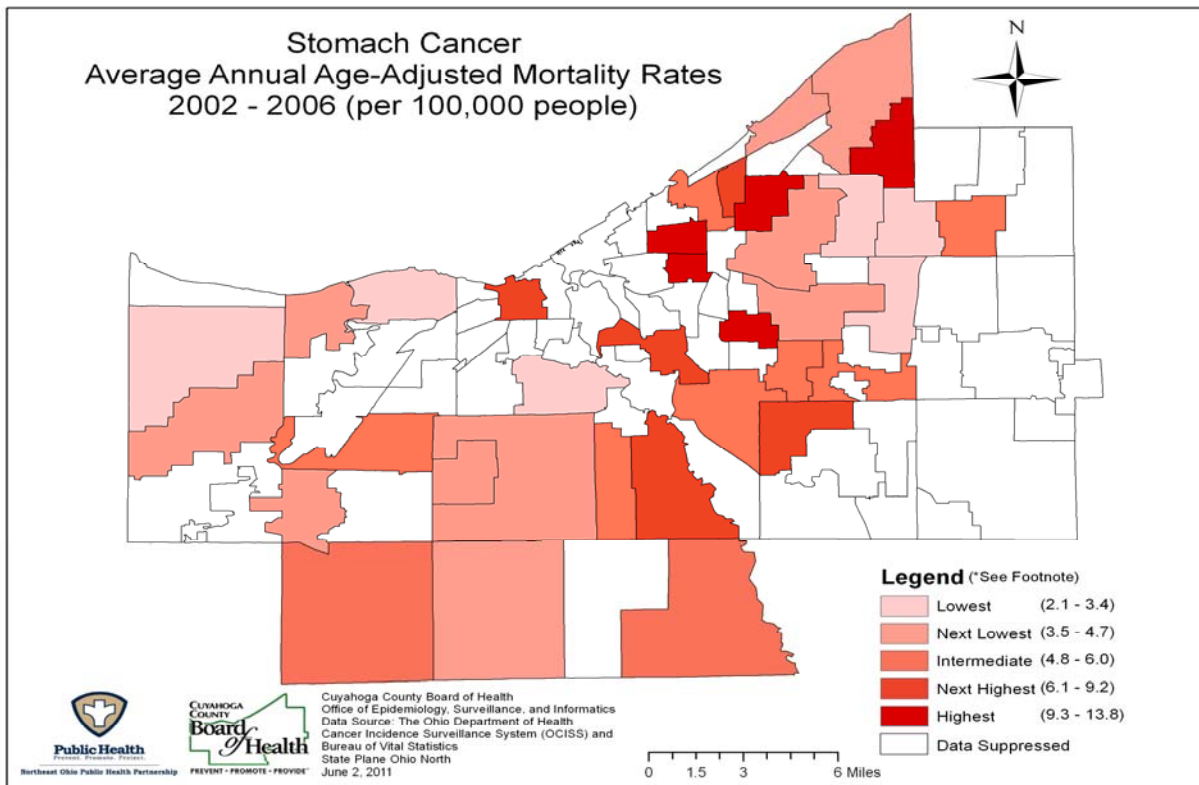 Stomach Cancer
Average Annual Age-Adjusted Mortality Rates
2002 - 2006 (per 100,000 people)
N
Legend (*See Footnote)
Lowest (2.1 - 3.4)
Next Lowest (3.5 - 4.7)
Intermediate (4.8 - 6.0)
Next Highest (6.1 - 9.2)
Highest (9.3 - 13.8)
Data Suppressed
Public Health
Prevent. Promote. Protect.
Northeast Ohio Public Health Partnership
CUYAHOGA
COUNTY
Board
of Health
PREVENT • PROMOTE • PROVIDE
Cuyahoga County Board of Health
Office of Epidemiology, Surveillance, and Informatics
Data Source: The Ohio Department of Health
Cancer Incidence Surveillance System (OCISS) and
Bureau of Vital Statistics
State Plane Ohio North
June 2, 2011
0 1.5 3 6 Miles